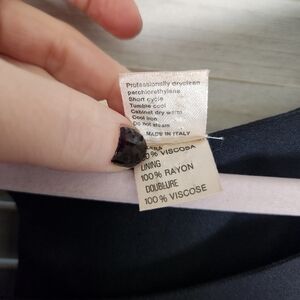 Professionally dryclean
perchlorethylene
Short cycle
Tumble cool
Cabinet dry warm
Cool iron
Do not steam
MADE IN ITALY
% VISCOSA
LINING
100% RAYON
DOUBLURE
100% VISCOSE